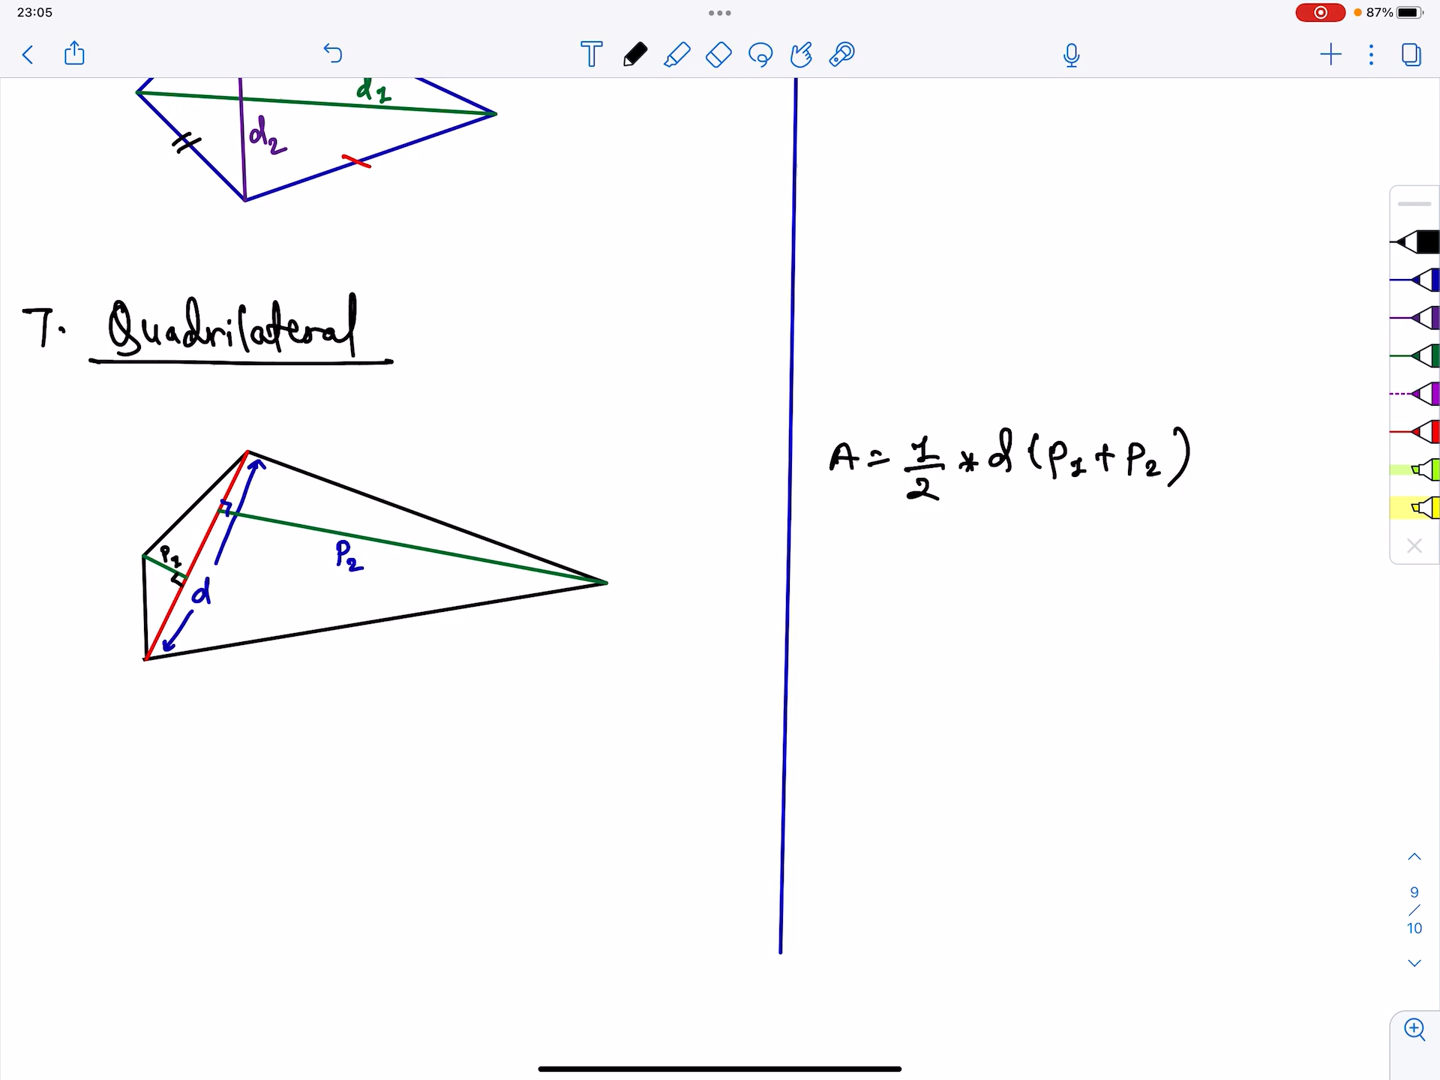 23:05
87%
d1
d2
7. Quadrilateral
A = 1/2 * d (P1 + P2)
P1
P2
d
9
/
10